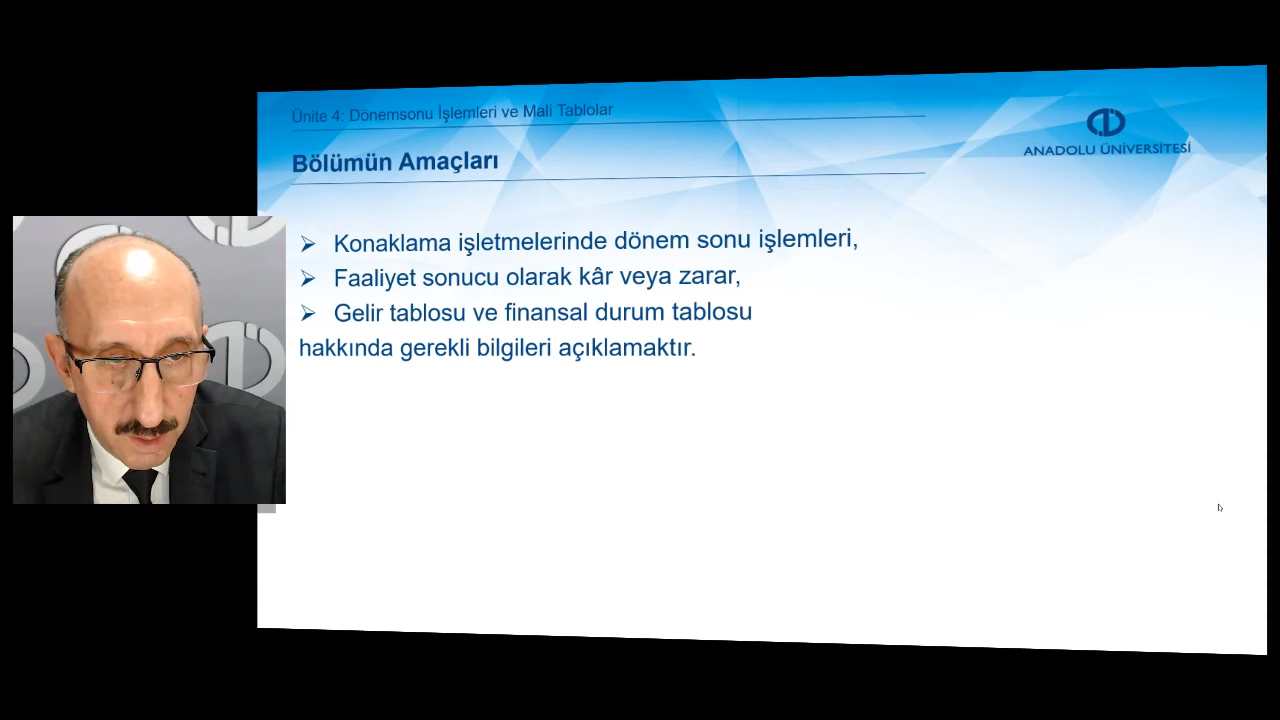 Ünite 4: Dönemsonu İşlemleri ve Mali Tablolar
ANADOLU ÜNİVERSİTESİ
Bölümün Amaçları
➢ Konaklama işletmelerinde dönem sonu işlemleri,
➢ Faaliyet sonucu olarak kâr veya zarar,
➢ Gelir tablosu ve finansal durum tablosu
hakkında gerekli bilgileri açıklamaktır.